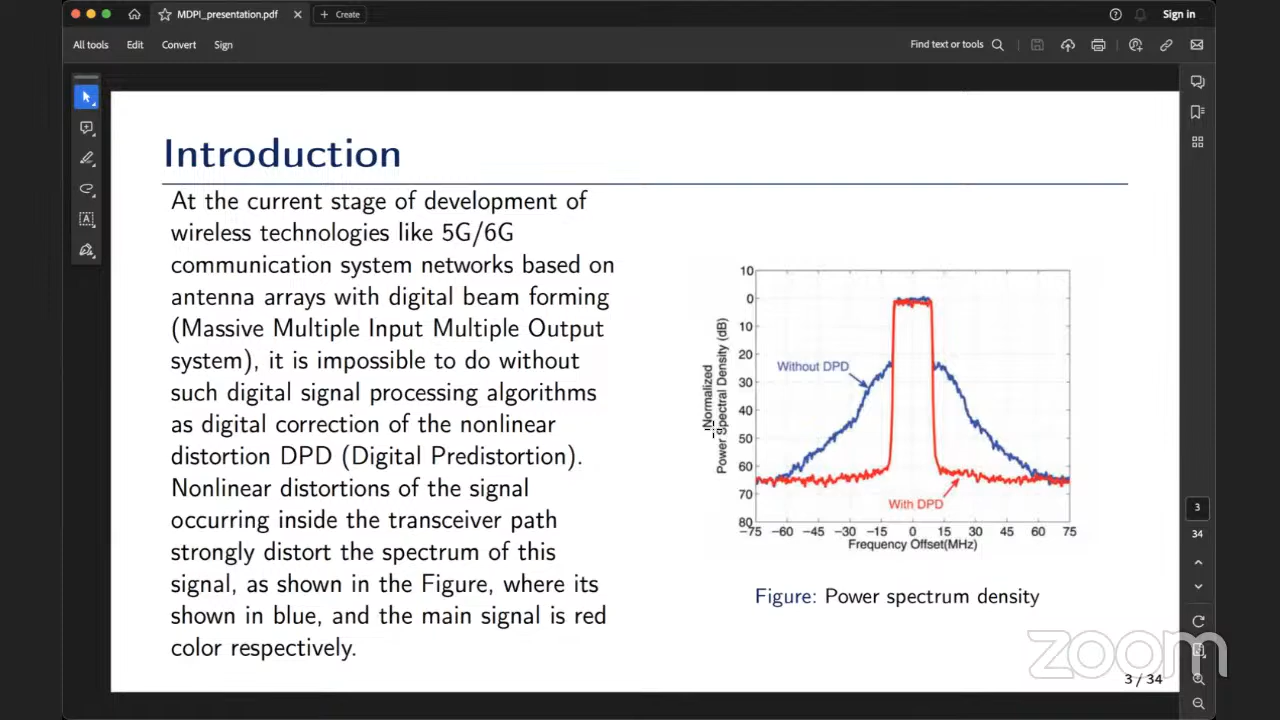 MDPI_presentation.pdf
Create
Sign in
All tools
Edit
Convert
Sign
Find text or tools
Introduction
At the current stage of development of
wireless technologies like 5G/6G
communication system networks based on
antenna arrays with digital beam forming
(Massive Multiple Input Multiple Output
system), it is impossible to do without
such digital signal processing algorithms
as digital correction of the nonlinear
distortion DPD (Digital Predistortion).
Nonlinear distortions of the signal
occurring inside the transceiver path
strongly distort the spectrum of this
signal, as shown in the Figure, where its
shown in blue, and the main signal is red
color respectively.
Normalized
Power Spectral Density (dB)
10
0
10
20
30
40
50
60
70
80
Without DPD
With DPD
−75 −60 −45 −30 −15 0 15 30 45 60 75
Frequency Offset(MHz)
Figure: Power spectrum density
3 / 34
3
34
zoom